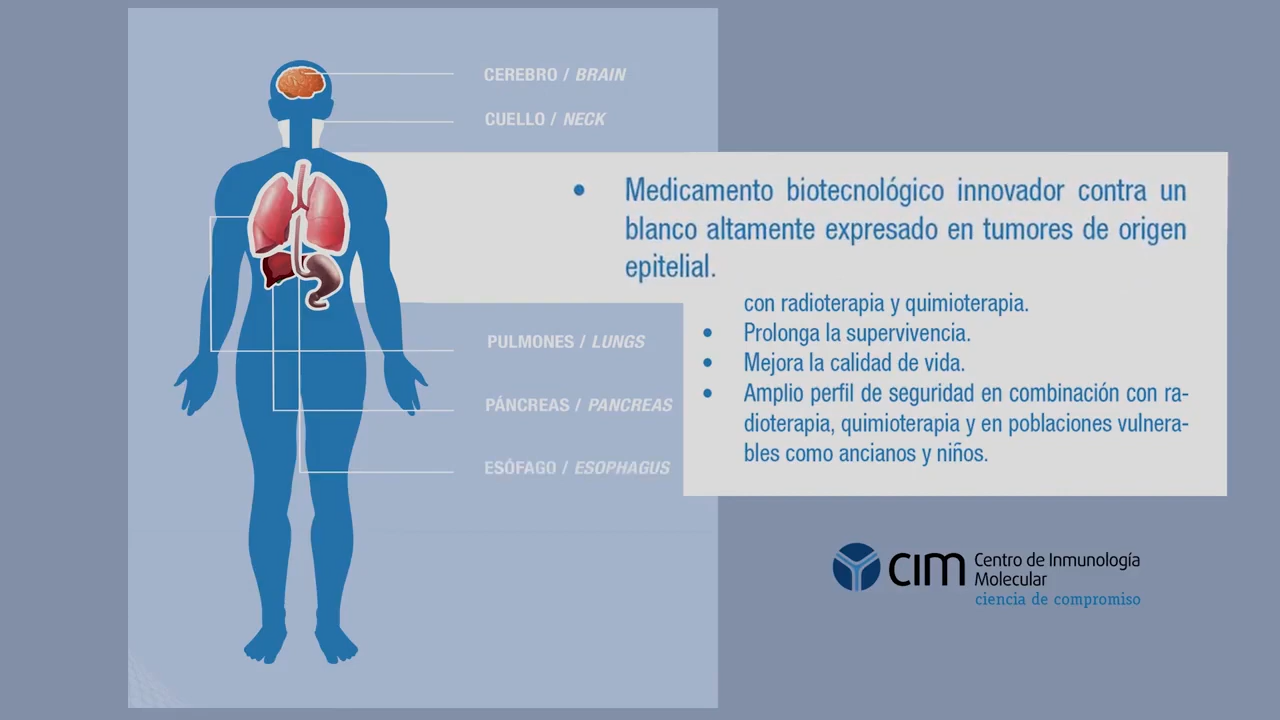 CEREBRO / BRAIN
CUELLO / NECK
• Medicamento biotecnológico innovador contra un
blanco altamente expresado en tumores de origen
epitelial.
con radioterapia y quimioterapia.
• Prolonga la supervivencia.
• Mejora la calidad de vida.
• Amplio perfil de seguridad en combinación con ra-
dioterapia, quimioterapia y en poblaciones vulnera-
bles como ancianos y niños.
PULMONES / LUNGS
PÁNCREAS / PANCREAS
ESÓFAGO / ESOPHAGUS
CIM Centro de Inmunología
Molecular
ciencia de compromiso